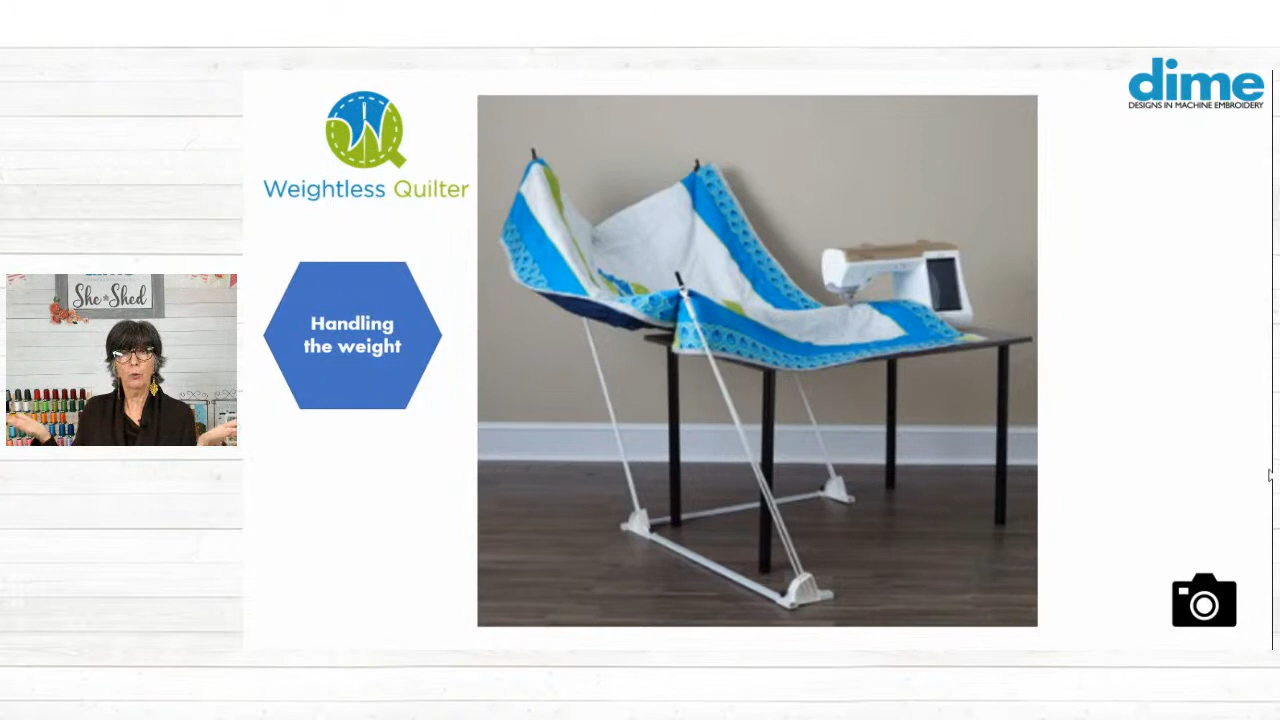 dime
DESIGNS IN MACHINE EMBROIDERY
Weightless Quilter
Handling
the weight
She Shed